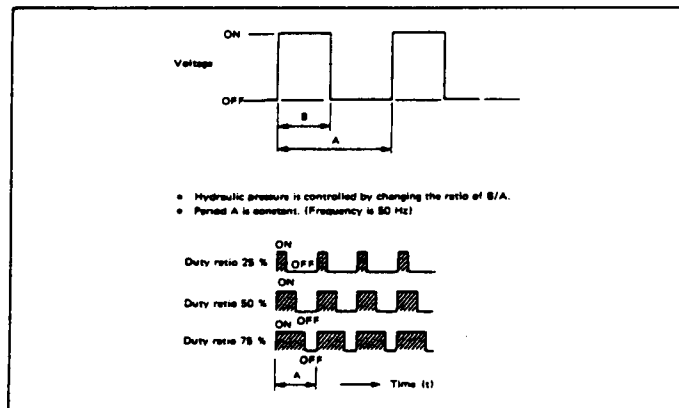 ON
Voltage
OFF
B
A
• Hydraulic pressure is controlled by changing the ratio of B/A.
• Period A is constant. (Frequency is 50 Hz)
ON
Duty ratio 25 % OFF
ON
Duty ratio 50 %
OFF
ON
Duty ratio 75 %
OFF
A Time (t)